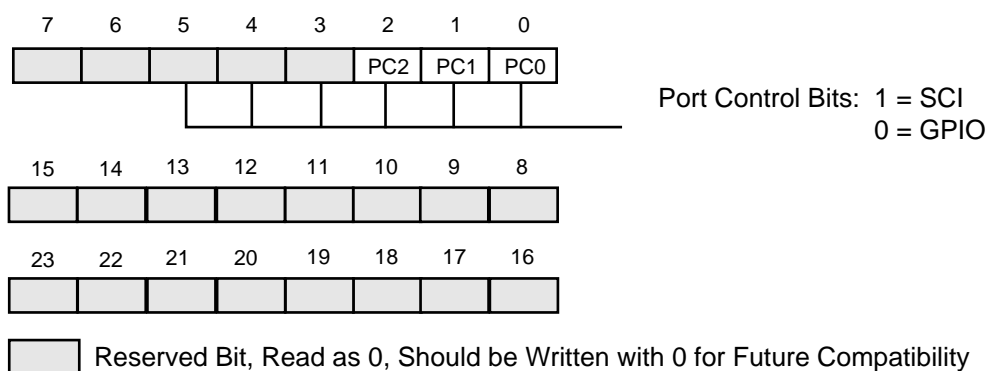 7 6 5 4 3 2 1 0
PC2 PC1 PC0
Port Control Bits: 1 = SCI
0 = GPIO
15 14 13 12 11 10 9 8
23 22 21 20 19 18 17 16
Reserved Bit, Read as 0, Should be Written with 0 for Future Compatibility